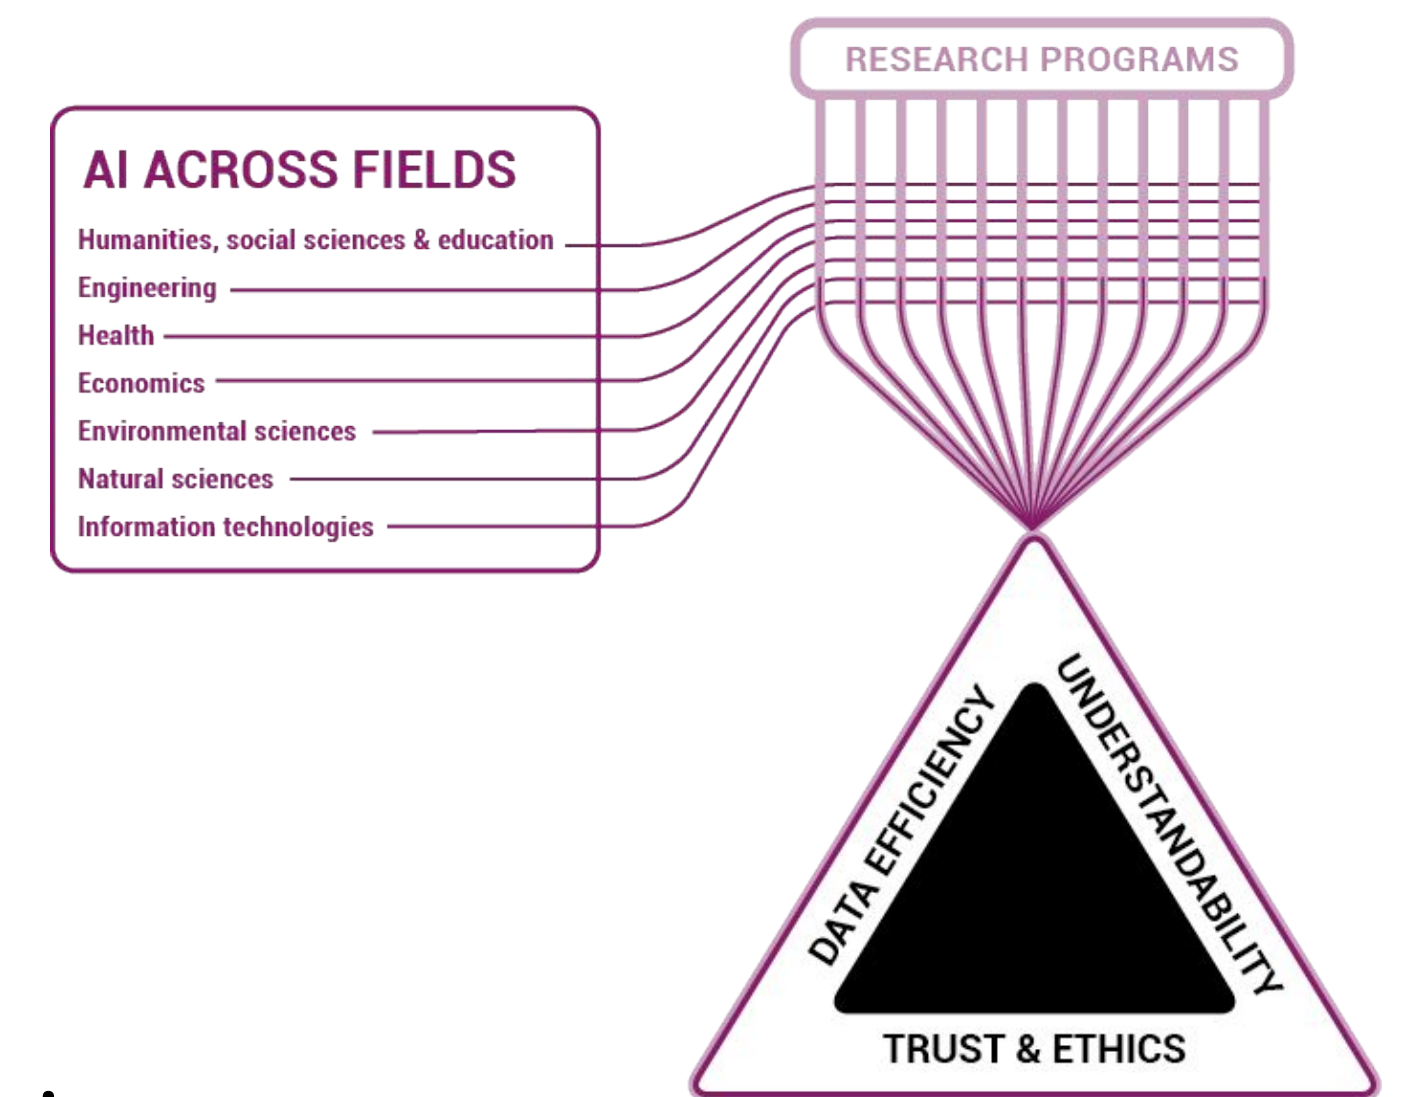 RESEARCH PROGRAMS
AI ACROSS FIELDS
Humanities, social sciences & education
Engineering
Health
Economics
Environmental sciences
Natural sciences
Information technologies
DATA EFFICIENCY
UNDERSTANDABILITY
TRUST & ETHICS